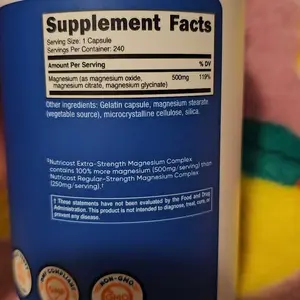 Supplement Facts
Serving Size: 1 Capsule
Servings Per Container: 240
Amount Per Serving % DV
Magnesium (as magnesium oxide, 500mg 119%
magnesium citrate, magnesium glycinate)
Other ingredients: Gelatin capsule, magnesium stearate
(vegetable source), microcrystalline cellulose, silica.
Nutricost Extra-Strength Magnesium Complex
contains 100% more magnesium (500mg/serving) than
Nutricost Regular-Strength Magnesium Complex
(250mg/serving).†
† These statements have not been evaluated by the Food and Drug
Administration. This product is not intended to diagnose, treat, cure, or
prevent any disease.
COMPLIANT
NON-GMO